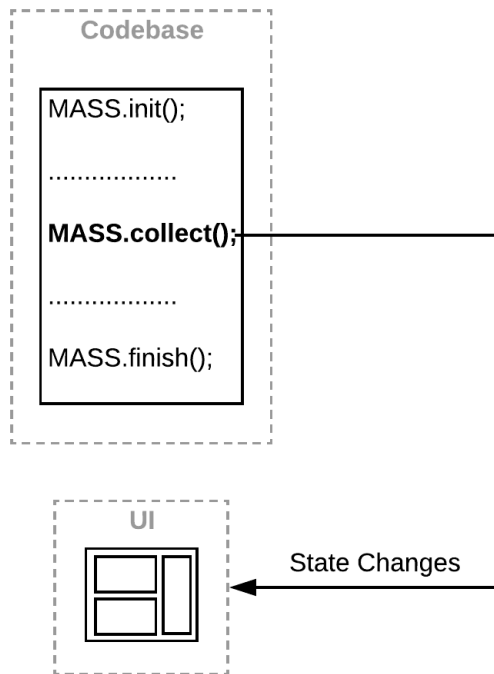 Codebase
MASS.init();
..................
MASS.collect();
..................
MASS.finish();
UI
State Changes